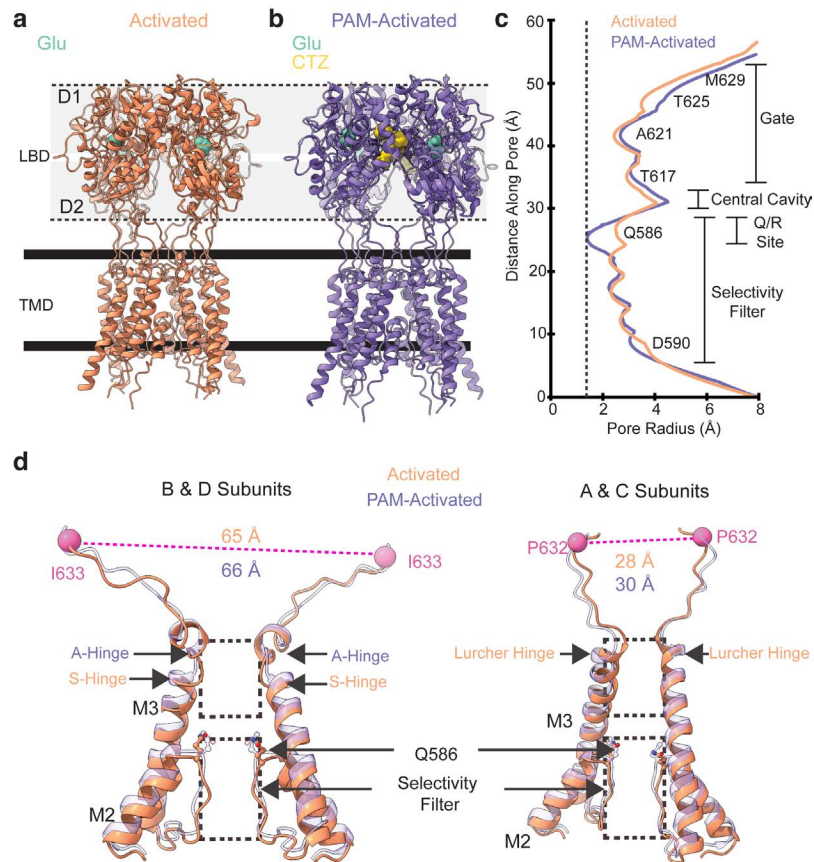 a
Activated
Glu
D1
LBD
D2
TMD
b
PAM-Activated
Glu
CTZ
c
Activated
PAM-Activated
Distance Along Pore (Å)
60
50
40
30
20
10
0
0
2
4
6
8
Pore Radius (Å)
M629
T625
A621
T617
Q586
D590
Gate
Central Cavity
Q/R
Site
Selectivity
Filter
d
Activated
PAM-Activated
B & D Subunits
A & C Subunits
65 Å
66 Å
I633
I633
A-Hinge
A-Hinge
S-Hinge
S-Hinge
M3
M2
P632
P632
28 Å
30 Å
Lurcher Hinge
Lurcher Hinge
M3
Q586
Selectivity
Filter
M2